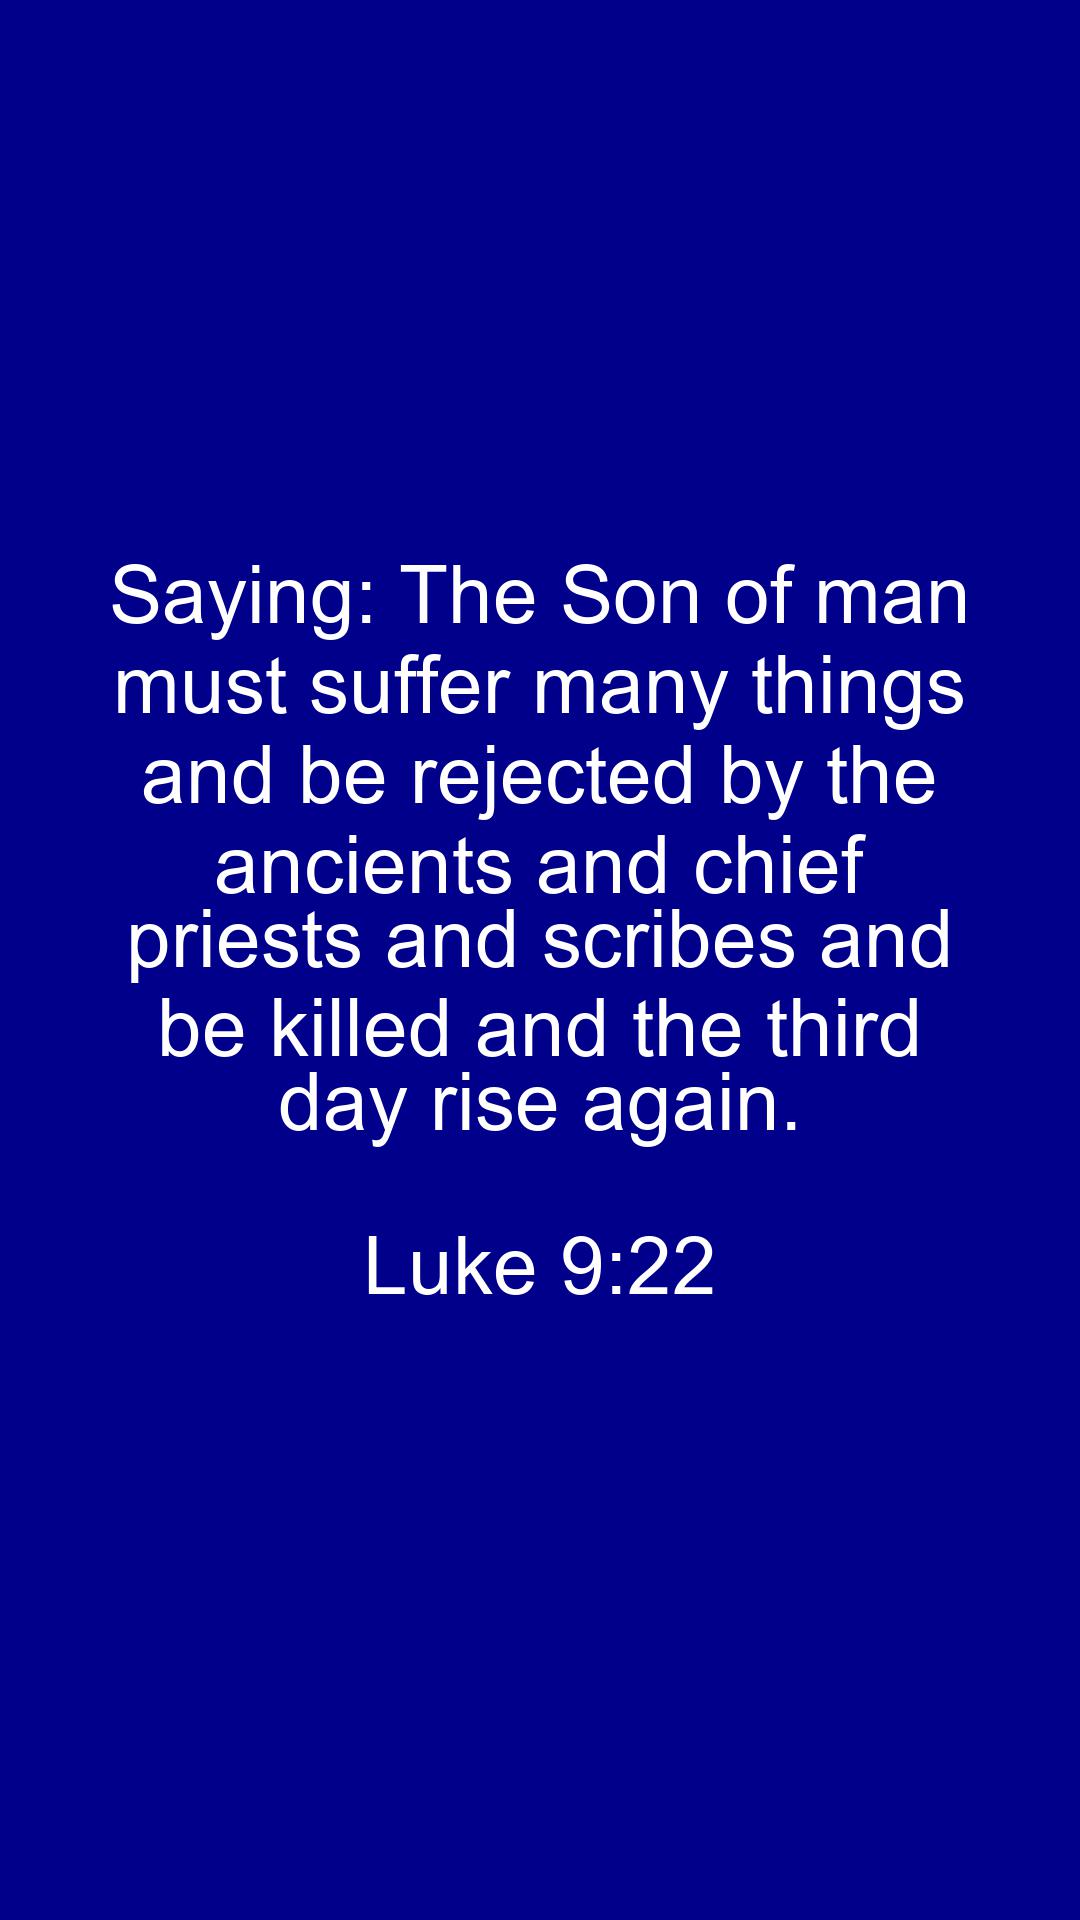 Saying: The Son of man
must suffer many things
and be rejected by the
ancients and chief
priests and scribes and
be killed and the third
day rise again.
Luke 9:22